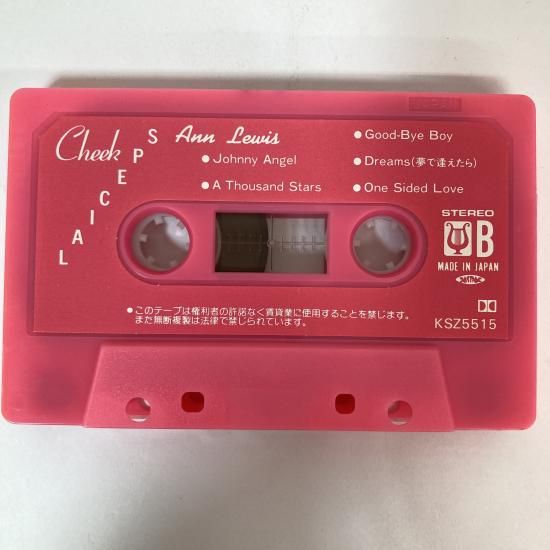 JAPAN
Cheek
SPECIAL
Ann Lewis
● Johnny Angel
● A Thousand Stars
● Good-Bye Boy
● Dreams(夢で逢えたら)
● One Sided Love
STEREO
B
MADE IN JAPAN
●このテープは権利者の許諾なく賃貸業に使用することを禁じます。
また無断複製は法律で禁じられています。
KSZ5515